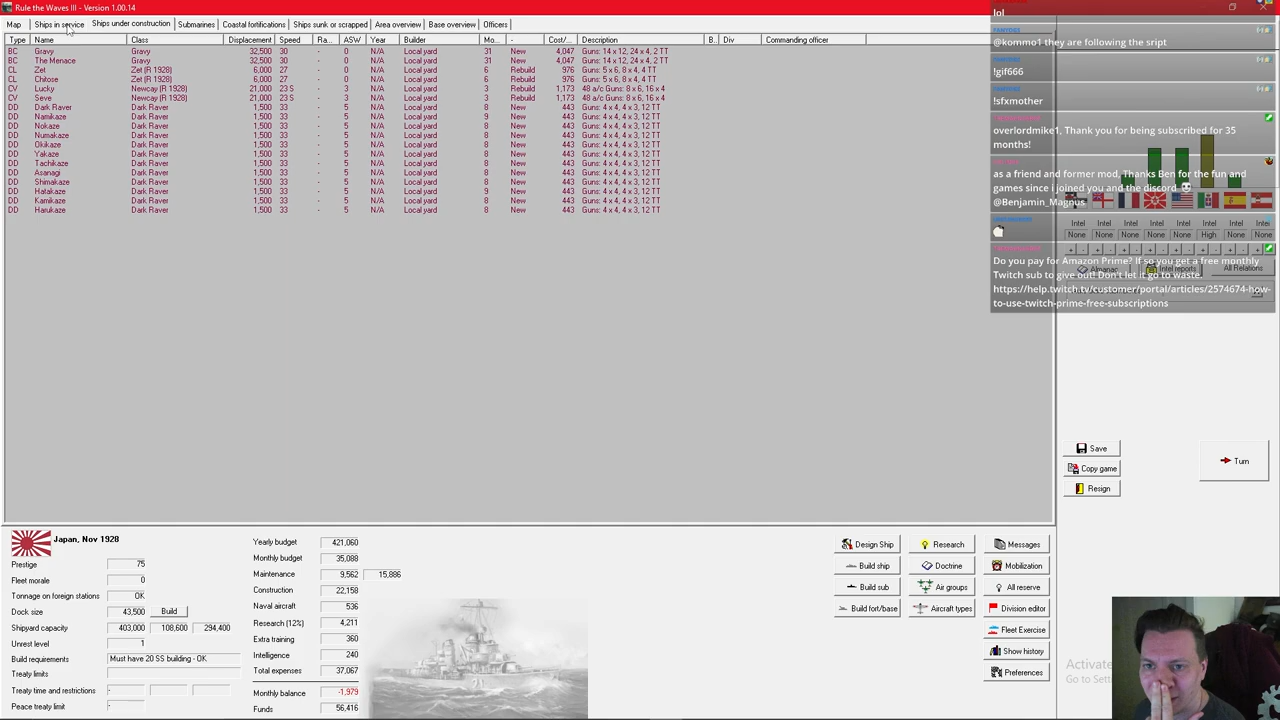 Rule the Waves III - Version 1.00.14
Map Ships in service Ships under construction Submarines Coastal fortifications Ships sunk or scrapped Area overview Base overview Officers
Type Name Class Displacement Speed Ra... ASW Year Builder Mo... - Cost/... Description B.. Div Commanding officer
BC Gravy Gravy 32,500 30 - 0 N/A Local yard 31 New 4,047 Guns: 14 x 12, 24 x 4, 2 TT
BC The Menace Gravy 32,500 30 - 0 N/A Local yard 31 New 4,047 Guns: 14 x 12, 24 x 4, 2 TT
CL Zet Zet (R 1928) 6,000 27 - 0 N/A Local yard 6 Rebuild 976 Guns: 5 x 6, 8 x 4, 4 TT
CL Chitose Zet (R 1928) 6,000 27 - 0 N/A Local yard 6 Rebuild 976 Guns: 5 x 6, 8 x 4, 4 TT
CV Lucky Newcay (R 1928) 21,000 23 S - 3 N/A Local yard 3 Rebuild 1,173 48 a/c Guns: 8 x 6, 16 x 4
CV Seve Newcay (R 1928) 21,000 23 S - 3 N/A Local yard 3 Rebuild 1,173 48 a/c Guns: 8 x 6, 16 x 4
DD Dark Raver Dark Raver 1,500 33 - 5 N/A Local yard 8 New 443 Guns: 4 x 4, 4 x 3, 12 TT
DD Namikaze Dark Raver 1,500 33 - 5 N/A Local yard 9 New 443 Guns: 4 x 4, 4 x 3, 12 TT
DD Nokaze Dark Raver 1,500 33 - 5 N/A Local yard 8 New 443 Guns: 4 x 4, 4 x 3, 12 TT
DD Numakaze Dark Raver 1,500 33 - 5 N/A Local yard 8 New 443 Guns: 4 x 4, 4 x 3, 12 TT
DD Okikaze Dark Raver 1,500 33 - 5 N/A Local yard 8 New 443 Guns: 4 x 4, 4 x 3, 12 TT
DD Yakaze Dark Raver 1,500 33 - 5 N/A Local yard 8 New 443 Guns: 4 x 4, 4 x 3, 12 TT
DD Tachikaze Dark Raver 1,500 33 - 5 N/A Local yard 8 New 443 Guns: 4 x 4, 4 x 3, 12 TT
DD Asanagi Dark Raver 1,500 33 - 5 N/A Local yard 8 New 443 Guns: 4 x 4, 4 x 3, 12 TT
DD Shimakaze Dark Raver 1,500 33 - 5 N/A Local yard 8 New 443 Guns: 4 x 4, 4 x 3, 12 TT
DD Hatakaze Dark Raver 1,500 33 - 5 N/A Local yard 8 New 443 Guns: 4 x 4, 4 x 3, 12 TT
DD Kamikaze Dark Raver 1,500 33 - 5 N/A Local yard 8 New 443 Guns: 4 x 4, 4 x 3, 12 TT
DD Harukaze Dark Raver 1,500 33 - 5 N/A Local yard 8 New 443 Guns: 4 x 4, 4 x 3, 12 TT
lol
@kommo1 they are following the sript
!gif666
!sfxmother
overlordmike1, Thank you for being subscribed for 35
months!
as a friend and former mod, Thanks Ben for the fun and
games since i joined you and the discord
@Benjamin_Magnus
Intel Intel Intel Intel Intel Intel Intel Intel
None None None None None High None None
Do you pay for Amazon Prime? If so you get a free monthly
Twitch sub to give out! Don't let it go to waste.
https://help.twitch.tv/customer/portal/articles/2574674-how-
to-use-twitch-prime-free-subscriptions
Almanac Intel reports All Relations
Save
Copy game
Resign
Turn
Japan, Nov 1928
Prestige 75
Fleet morale 0
Tonnage on foreign stations OK
Dock size 43,500 Build
Shipyard capacity 403,000 108,600 294,400
Unrest level 1
Build requirements Must have 20 SS building - OK
Treaty limits
Treaty time and restrictions -
Peace treaty limit -
Yearly budget 421,060
Monthly budget 35,088
Maintenance 9,562 15,886
Construction 22,158
Naval aircraft 536
Research (12%) 4,211
Extra training 360
Intelligence 240
Total expenses 37,067
Monthly balance -1,979
Funds 56,416
Design Ship Research Messages
Build ship Doctrine Mobilization
Build sub Air groups All reserve
Build fort/base Aircraft types Division editor
Fleet Exercise
Show history
Preferences
Activate
Go to Setti